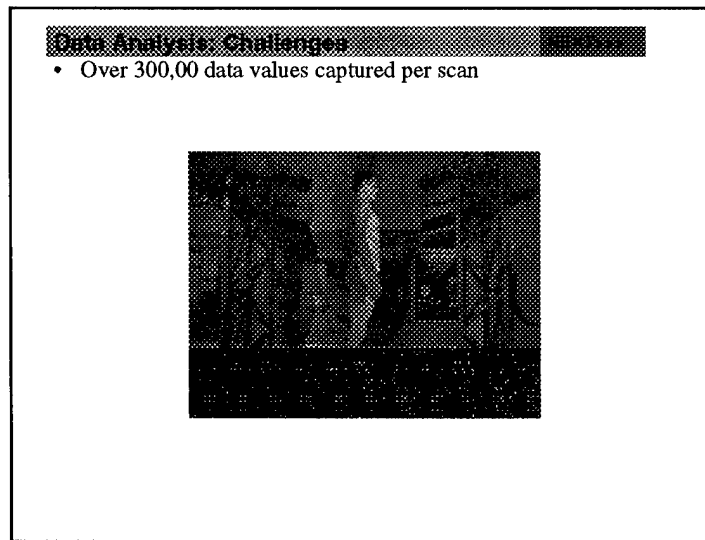 Data Analysis: Challenges
• Over 300,00 data values captured per scan